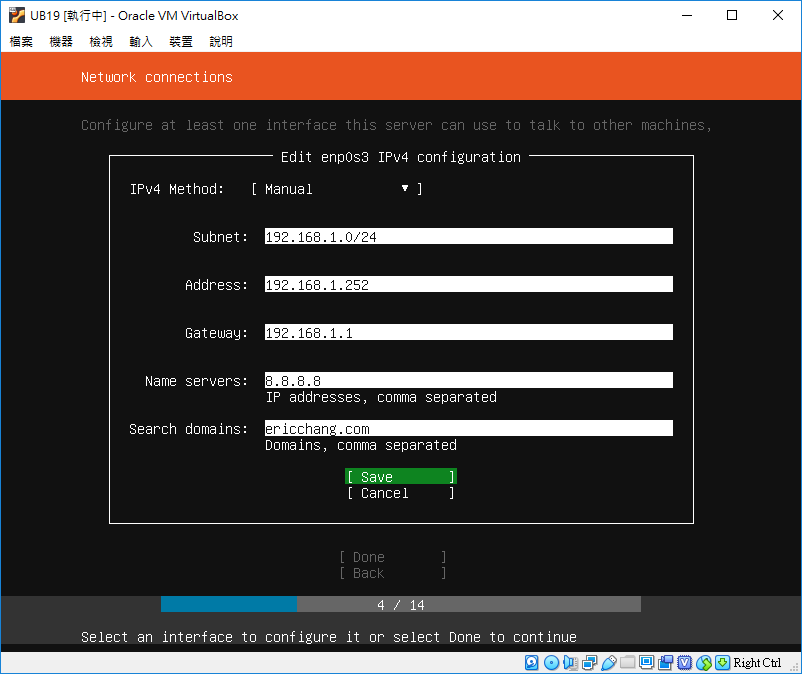 UB19 [執行中] - Oracle VM VirtualBox
檔案 機器 檢視 輸入 裝置 說明
Network connections
Configure at least one interface this server can use to talk to other machines,
Edit enp0s3 IPv4 configuration
IPv4 Method: [ Manual ▼ ]
Subnet: 192.168.1.0/24
Address: 192.168.1.252
Gateway: 192.168.1.1
Name servers: 8.8.8.8
IP addresses, comma separated
Search domains: ericchang.com
Domains, comma separated
[ Save ]
[ Cancel ]
[ Done ]
[ Back ]
4 / 14
Select an interface to configure it or select Done to continue
Right Ctrl